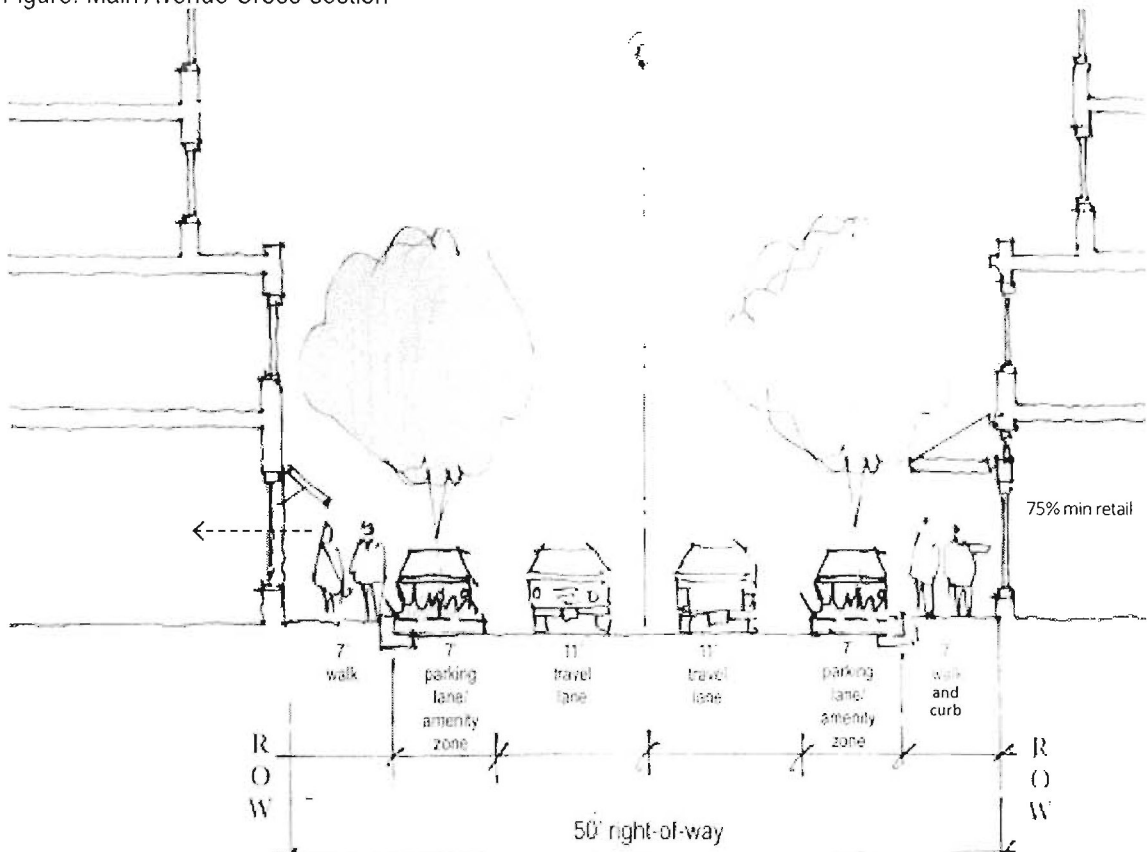 Figure: Main Avenue Cross-section
75% min retail
7'
walk
7'
parking
lane/
amenity
zone
11'
travel
lane
11'
travel
lane
7'
parking
lane/
amenity
zone
7'
walk
and
curb
R
O
W
R
O
W
50' right-of-way